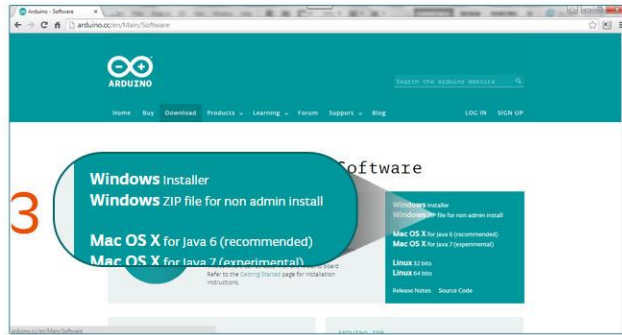 Arduino - Software
arduino.cc/en/Main/Software
ARDUINO
Search the Arduino Website
Home Buy Download Products Learning Forum Support Blog
LOG IN SIGN UP
Software
3
Windows Installer
Windows ZIP file for non admin install
Mac OS X for Java 6 (recommended)
Mac OS X for Java 7 (experimental)
Refer to the Getting Started page for installation
instructions.
board.
Windows Installer
Windows ZIP file for non admin install
Mac OS X for Java 6 (recommended)
Mac OS X for Java 7 (experimental)
Linux 32 bits
Linux 64 bits
Release Notes Source Code
arduino.cc/en/Main/Software
ARDUINO IDE